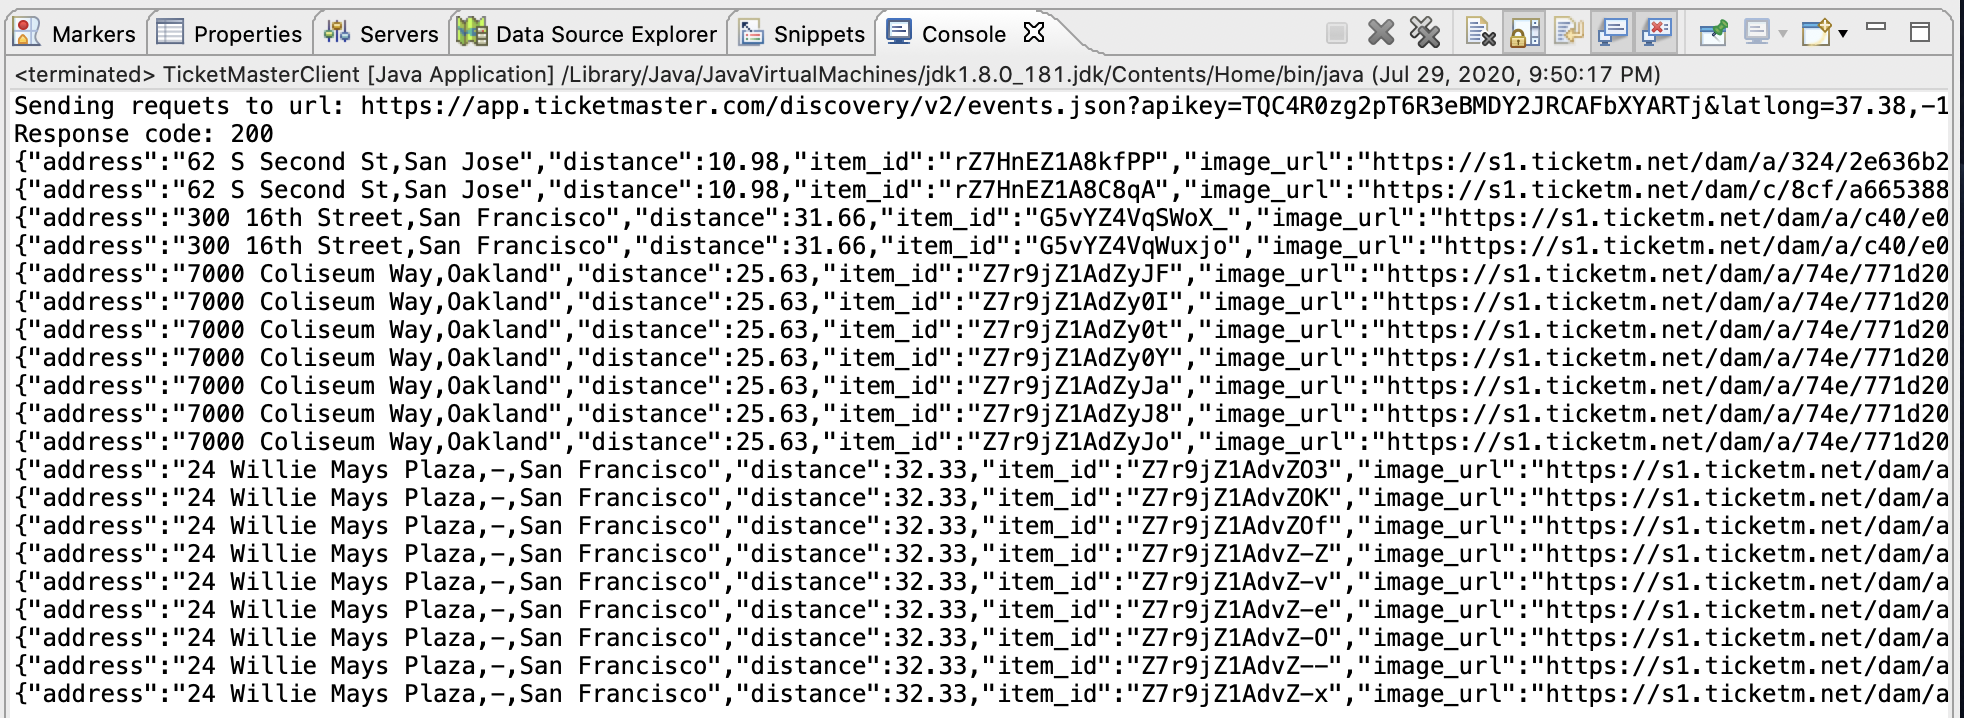 Markers Properties Servers Data Source Explorer Snippets Console
<terminated> TicketMasterClient [Java Application] /Library/Java/JavaVirtualMachines/jdk1.8.0_181.jdk/Contents/Home/bin/java (Jul 29, 2020, 9:50:17 PM)
Sending requets to url: https://app.ticketmaster.com/discovery/v2/events.json?apikey=TQC4R0zg2pT6R3eBMDY2JRCAFbXYARTj&latlong=37.38,-1
Response code: 200
{"address":"62 S Second St,San Jose","distance":10.98,"item_id":"rZ7HnEZ1A8kfPP","image_url":"https://s1.ticketm.net/dam/a/324/2e636b2
{"address":"62 S Second St,San Jose","distance":10.98,"item_id":"rZ7HnEZ1A8C8qA","image_url":"https://s1.ticketm.net/dam/c/8cf/a665388
{"address":"300 16th Street,San Francisco","distance":31.66,"item_id":"G5vYZ4VqSWoX_","image_url":"https://s1.ticketm.net/dam/a/c40/e0
{"address":"300 16th Street,San Francisco","distance":31.66,"item_id":"G5vYZ4VqWuxjo","image_url":"https://s1.ticketm.net/dam/a/c40/e0
{"address":"7000 Coliseum Way,Oakland","distance":25.63,"item_id":"Z7r9jZ1AdZyJF","image_url":"https://s1.ticketm.net/dam/a/74e/771d20
{"address":"7000 Coliseum Way,Oakland","distance":25.63,"item_id":"Z7r9jZ1AdZy0I","image_url":"https://s1.ticketm.net/dam/a/74e/771d20
{"address":"7000 Coliseum Way,Oakland","distance":25.63,"item_id":"Z7r9jZ1AdZy0t","image_url":"https://s1.ticketm.net/dam/a/74e/771d20
{"address":"7000 Coliseum Way,Oakland","distance":25.63,"item_id":"Z7r9jZ1AdZy0Y","image_url":"https://s1.ticketm.net/dam/a/74e/771d20
{"address":"7000 Coliseum Way,Oakland","distance":25.63,"item_id":"Z7r9jZ1AdZyJa","image_url":"https://s1.ticketm.net/dam/a/74e/771d20
{"address":"7000 Coliseum Way,Oakland","distance":25.63,"item_id":"Z7r9jZ1AdZyJ8","image_url":"https://s1.ticketm.net/dam/a/74e/771d20
{"address":"7000 Coliseum Way,Oakland","distance":25.63,"item_id":"Z7r9jZ1AdZyJo","image_url":"https://s1.ticketm.net/dam/a/74e/771d20
{"address":"24 Willie Mays Plaza,-,San Francisco","distance":32.33,"item_id":"Z7r9jZ1AdvZO3","image_url":"https://s1.ticketm.net/dam/a
{"address":"24 Willie Mays Plaza,-,San Francisco","distance":32.33,"item_id":"Z7r9jZ1AdvZOK","image_url":"https://s1.ticketm.net/dam/a
{"address":"24 Willie Mays Plaza,-,San Francisco","distance":32.33,"item_id":"Z7r9jZ1AdvZOf","image_url":"https://s1.ticketm.net/dam/a
{"address":"24 Willie Mays Plaza,-,San Francisco","distance":32.33,"item_id":"Z7r9jZ1AdvZ-Z","image_url":"https://s1.ticketm.net/dam/a
{"address":"24 Willie Mays Plaza,-,San Francisco","distance":32.33,"item_id":"Z7r9jZ1AdvZ-v","image_url":"https://s1.ticketm.net/dam/a
{"address":"24 Willie Mays Plaza,-,San Francisco","distance":32.33,"item_id":"Z7r9jZ1AdvZ-e","image_url":"https://s1.ticketm.net/dam/a
{"address":"24 Willie Mays Plaza,-,San Francisco","distance":32.33,"item_id":"Z7r9jZ1AdvZ-O","image_url":"https://s1.ticketm.net/dam/a
{"address":"24 Willie Mays Plaza,-,San Francisco","distance":32.33,"item_id":"Z7r9jZ1AdvZ--","image_url":"https://s1.ticketm.net/dam/a
{"address":"24 Willie Mays Plaza,-,San Francisco","distance":32.33,"item_id":"Z7r9jZ1AdvZ-x","image_url":"https://s1.ticketm.net/dam/a